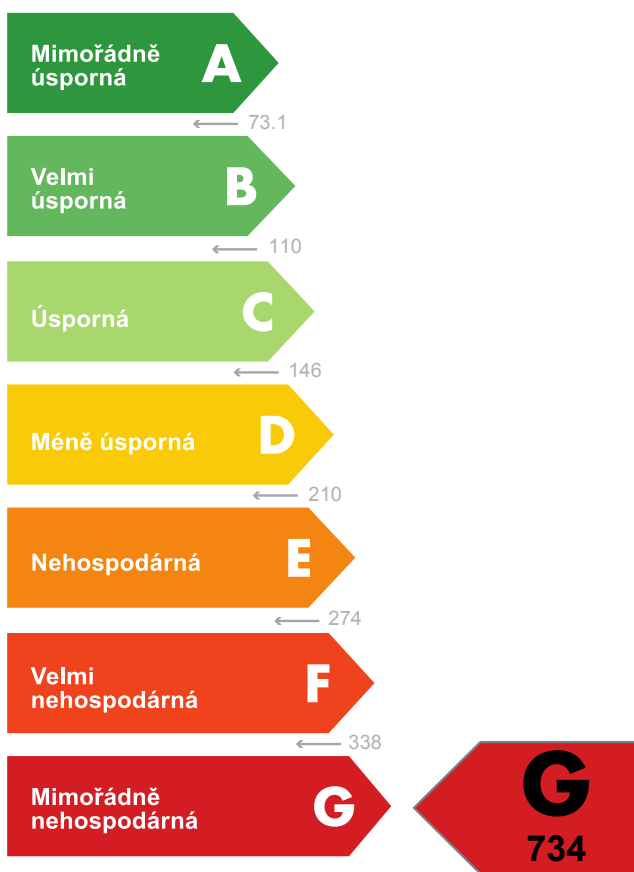 Mimořádně
úsporná
A
73.1
Velmi
úsporná
B
110
Úsporná
C
146
Méně úsporná
D
210
Nehospodárná
E
274
Velmi
nehospodárná
F
338
Mimořádně
nehospodárná
G
G
734